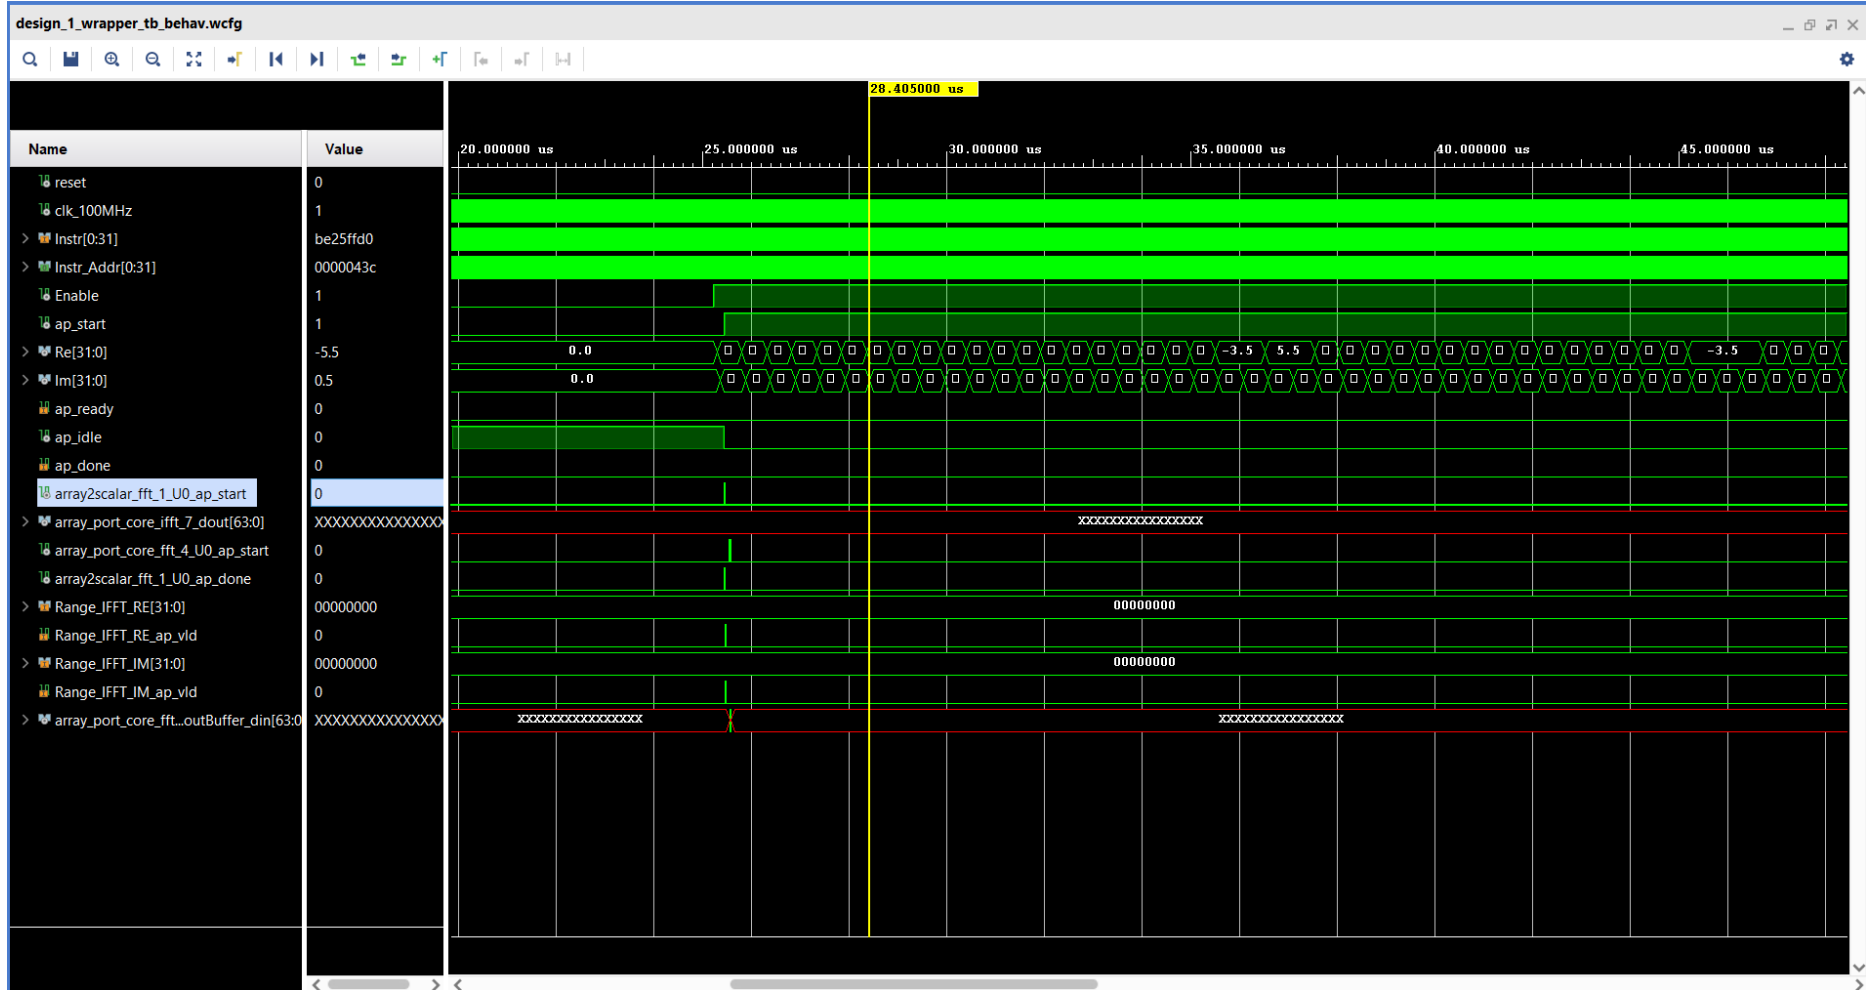 design_1_wrapper_tb_behav.wcfg
28.405000 us
Name Value 20.000000 us 25.000000 us 30.000000 us 35.000000 us 40.000000 us 45.000000 us
reset 0
clk_100MHz 1
Instr[0:31] be25ffd0
Instr_Addr[0:31] 0000043c
Enable 1
ap_start 1
Re[31:0] -5.5 0.0 -3.5 5.5 -3.5
Im[31:0] 0.5 0.0
ap_ready 0
ap_idle 0
ap_done 0
array2scalar_fft_1_U0_ap_start 0
array_port_core_ifft_7_dout[63:0] XXXXXXXXXXXXXXX XXXXXXXXXXXXXXXX
array_port_core_fft_4_U0_ap_start 0
array2scalar_fft_1_U0_ap_done 0
Range_IFFT_RE[31:0] 00000000 00000000
Range_IFFT_RE_ap_vld 0
Range_IFFT_IM[31:0] 00000000 00000000
Range_IFFT_IM_ap_vld 0
array_port_core_fft...outBuffer_din[63:0 XXXXXXXXXXXXXXX XXXXXXXXXXXXXXXX XXXXXXXXXXXXXXXX